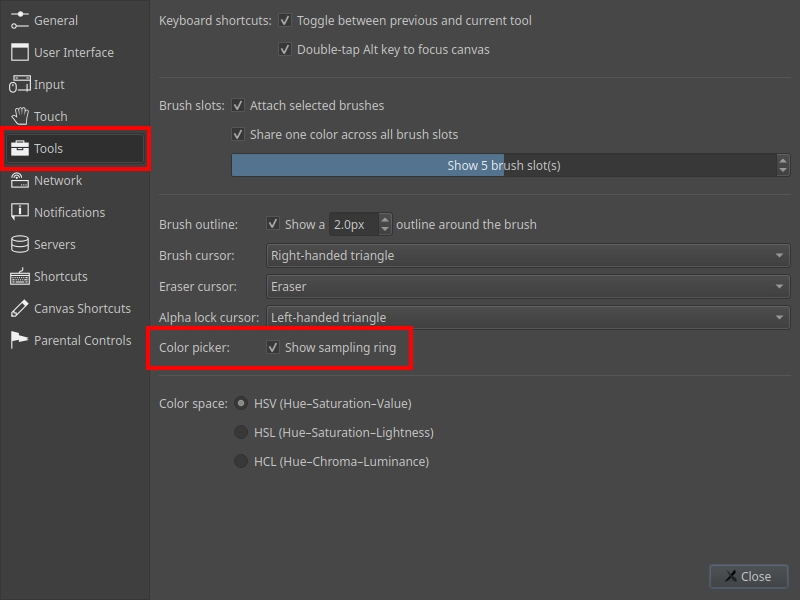 General
User Interface
Input
Touch
Tools
Network
Notifications
Servers
Shortcuts
Canvas Shortcuts
Parental Controls
Keyboard shortcuts: Toggle between previous and current tool
Double-tap Alt key to focus canvas
Brush slots: Attach selected brushes
Share one color across all brush slots
Show 5 brush slot(s)
Brush outline: Show a 2.0px outline around the brush
Brush cursor: Right-handed triangle
Eraser cursor: Eraser
Alpha lock cursor: Left-handed triangle
Color picker: Show sampling ring
Color space: HSV (Hue–Saturation–Value)
HSL (Hue–Saturation–Lightness)
HCL (Hue–Chroma–Luminance)
Close